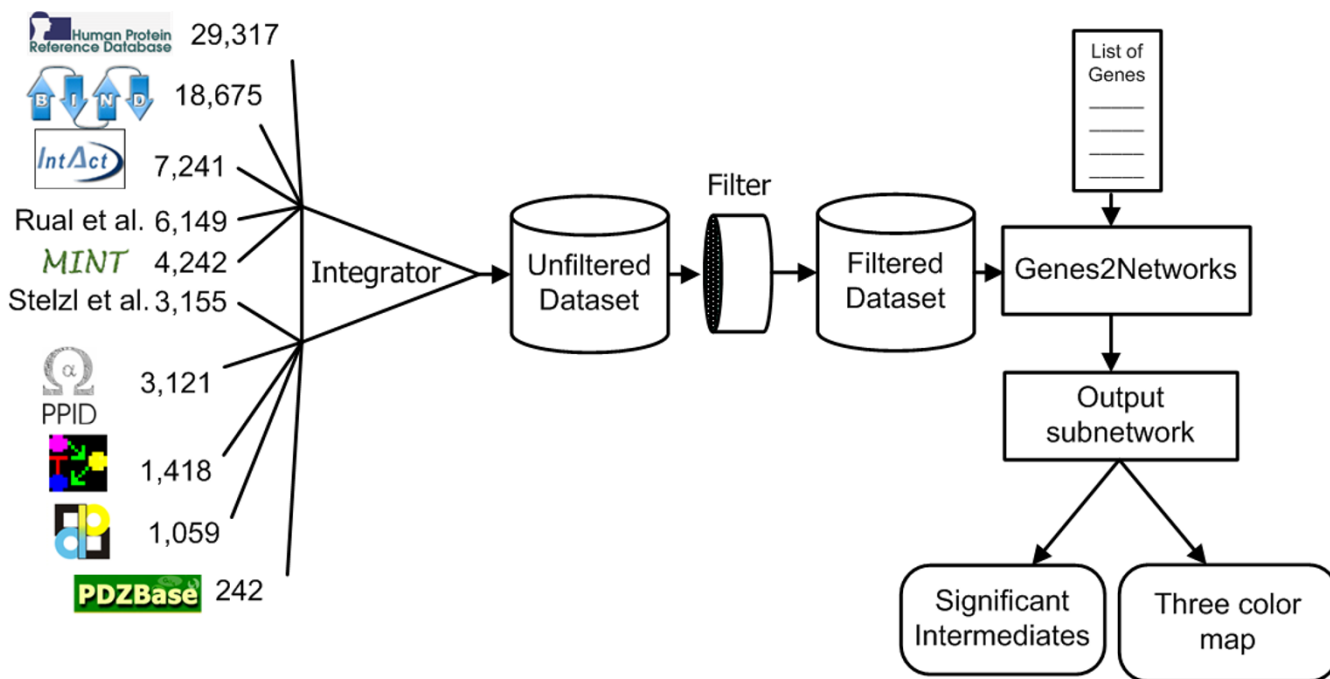 Human Protein
Reference Database
29,317
B I N D
18,675
IntAct
7,241
Rual et al. 6,149
MINT 4,242
Stelzl et al. 3,155
α
Ω
PPID
3,121
1,418
1,059
PDZBase 242
Integrator
Unfiltered
Dataset
Filter
Filtered
Dataset
List of
Genes
Genes2Networks
Output
subnetwork
Significant
Intermediates
Three color
map